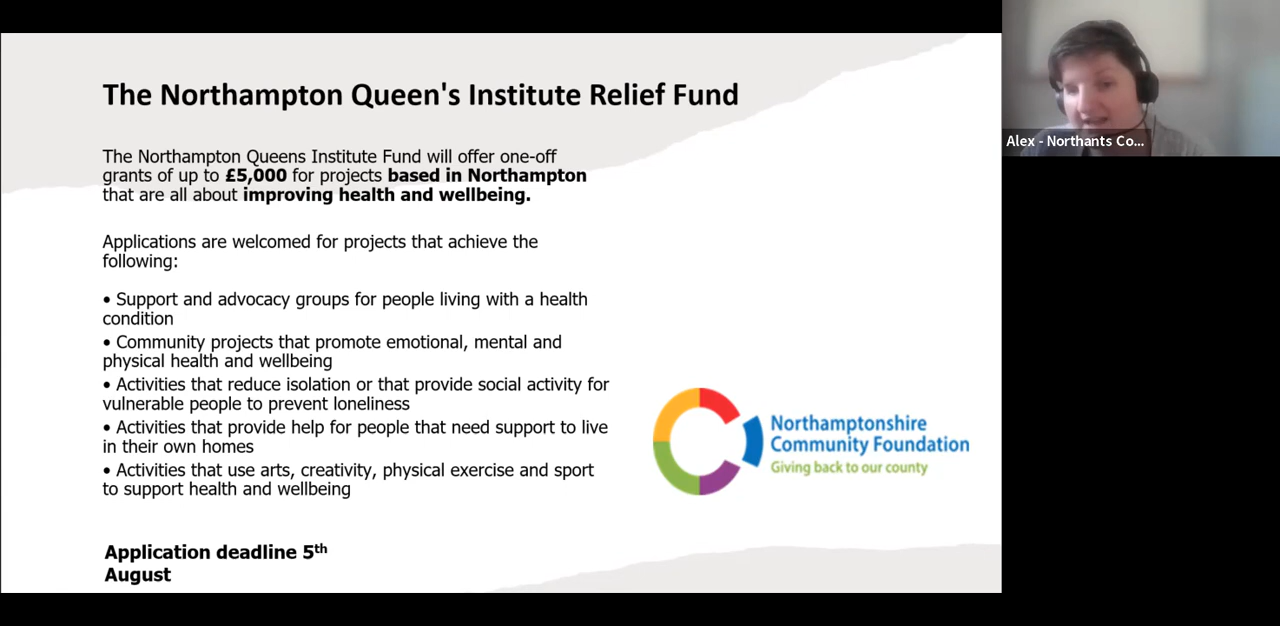 The Northampton Queen's Institute Relief Fund
The Northampton Queens Institute Fund will offer one-off
grants of up to £5,000 for projects based in Northampton
that are all about improving health and wellbeing.
Applications are welcomed for projects that achieve the
following:
• Support and advocacy groups for people living with a health
condition
• Community projects that promote emotional, mental and
physical health and wellbeing
• Activities that reduce isolation or that provide social activity for
vulnerable people to prevent loneliness
• Activities that provide help for people that need support to live
in their own homes
• Activities that use arts, creativity, physical exercise and sport
to support health and wellbeing
Application deadline 5th
August
Northamptonshire
Community Foundation
Giving back to our county
Alex - Northants Co...